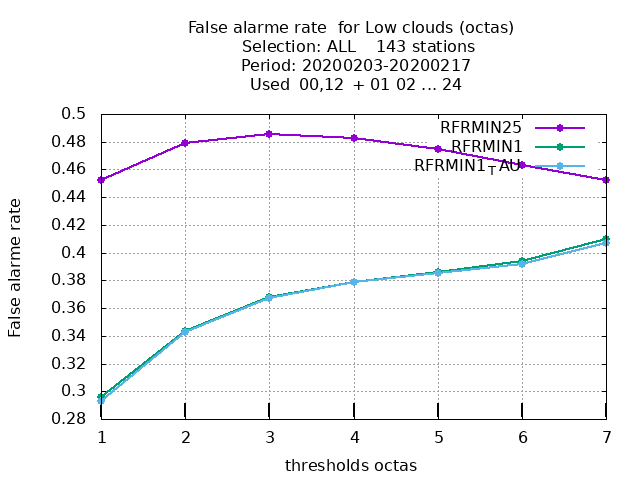 False alarme rate  for Low clouds (octas)
Selection: ALL    143 stations
Period: 20200203-20200217
Used  00,12  + 01 02 ... 24
0.5
0.48
0.46
0.44
0.42
0.4
0.38
0.36
0.34
0.32
0.3
0.28
False alarme rate
RFRMIN25
RFRMIN1
RFRMIN1TAU
1 2 3 4 5 6 7
thresholds octas